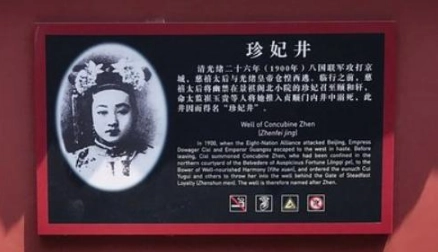 珍妃井
清光绪二十六年（1900年）八国联军攻打京
城，慈禧太后与光绪皇帝仓惶西逃。临行之前，慈
禧太后将幽禁在景祺阁北小院的珍妃召至颐和轩，
命太监崔玉贵等人将她推入贞顺门内井中溺死，此
井因而得名“珍妃井”。
Well of Concubine Zhen
(Zhenfei jing)
In 1900, when the Eight-Nation Alliance attacked Beijing, Empress
Dowager Cixi and Emperor Guangxu escaped to the west in haste. Before
leaving, Cixi summoned Concubine Zhen, who had been confined in the
northern courtyard of the Belvedere of Auspicious Fortune (Jingqi ge), to the
Bower of Well-nourished Harmony (Yihe xuan), and ordered the eunuch Cui
Yugui and others to throw her into the well behind the Gate of Steadfast
Loyalty (Zhenshun men). The well is therefore named after Zhen.